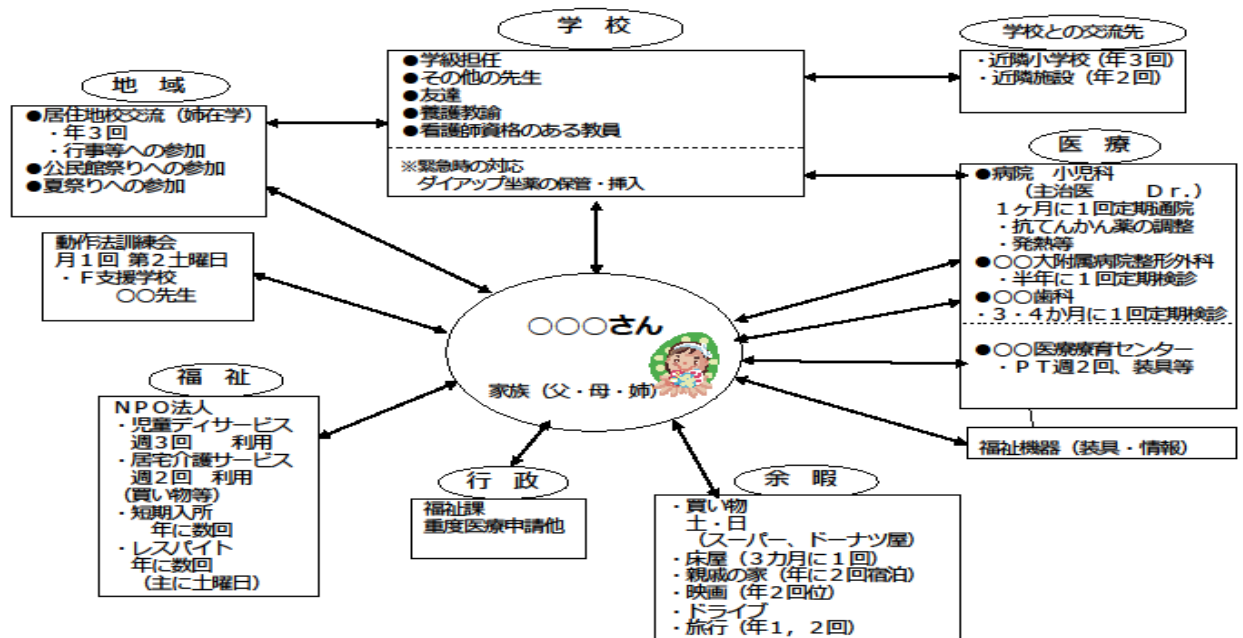 学　校
●学級担任
●その他の先生
●友達
●養護教諭
●看護師資格のある教員
※緊急時の対応
ダイアップ坐薬の保管・挿入
学校との交流先
・近隣小学校（年３回）
・近隣施設（年２回）
地　域
●居住地校交流（姉在学）
・年３回
・行事等への参加
●公民館祭りへの参加
●夏祭りへの参加
医　療
●病院　小児科
（主治医　　Ｄｒ．）
１ヶ月に１回定期通院
・抗てんかん薬の調整
・発熱等
●○○大附属病院整形外科
・半年に１回定期検診
●○○歯科
・３・４か月に１回定期検診
●○○医療療育センター
・ＰＴ週２回、装具等
動作法訓練会
月１回 第２土曜日
・Ｆ支援学校
○○先生
○○○さん
家族（父・母・姉）
福　祉
ＮＰＯ法人
・児童ディサービス
週３回　利用
・居宅介護サービス
週２回　利用
（買い物等）
・短期入所
年に数回
・レスパイト
年に数回
（主に土曜日）
行　政
福祉課
重度医療申請他
福祉機器（装具・情報）
余　暇
・買い物
土・日
（スーパー、ドーナツ屋）
・床屋（３カ月に１回）
・親戚の家（年に２回宿泊）
・映画（年２回位）
・ドライブ
・旅行（年１，２回）